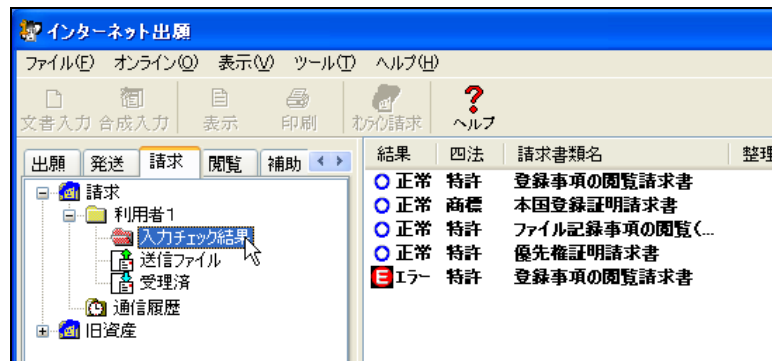 インターネット出願
ファイル(F) オンライン(O) 表示(V) ツール(T) ヘルプ(H)
文書入力 合成入力 表示 印刷 オンライン請求 ヘルプ
出願 発送 請求 閲覧 補助
請求
利用者1
入力チェック結果
送信ファイル
受理済
通信履歴
旧資産
結果 四法 請求書類名 整理
正常 特許 登録事項の閲覧請求書
正常 商標 本国登録証明請求書
正常 特許 ファイル記録事項の閲覧(...
正常 特許 優先権証明請求書
E エラー 特許 登録事項の閲覧請求書